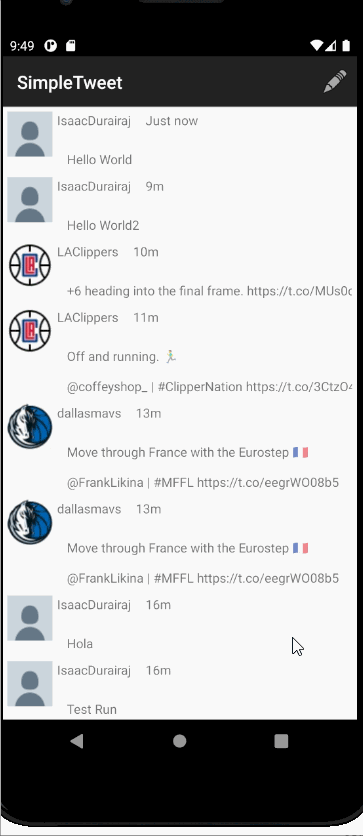 9:49
SimpleTweet
IsaacDurairaj Just now
Hello World
IsaacDurairaj 9m
Hello World2
LAClippers 10m
+6 heading into the final frame. https://t.co/MUs0
LAClippers 11m
Off and running. 🏃
@coffeyshop_ | #ClipperNation https://t.co/3CtzO4
dallasmavs 13m
Move through France with the Eurostep 🇫🇷
@FrankLikina | #MFFL https://t.co/eegrWO08b5
dallasmavs 13m
Move through France with the Eurostep 🇫🇷
@FrankLikina | #MFFL https://t.co/eegrWO08b5
IsaacDurairaj 16m
Hola
IsaacDurairaj 16m
Test Run